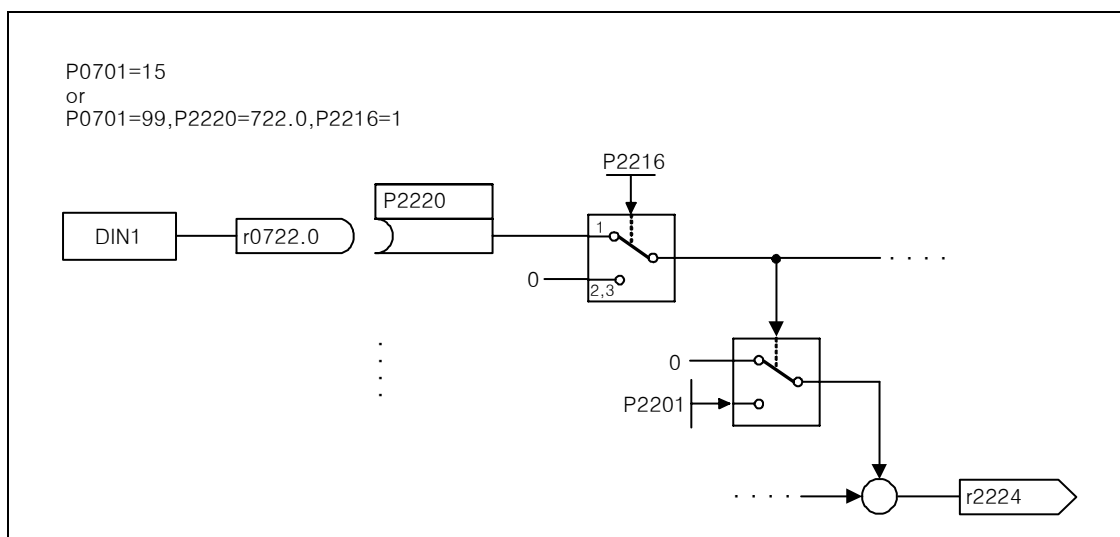 P0701=15
or
P0701=99,P2220=722.0,P2216=1
P2216
P2220
DIN1
r0722.0
1
0
2,3
. . . .
0
P2201
. . . .
r2224